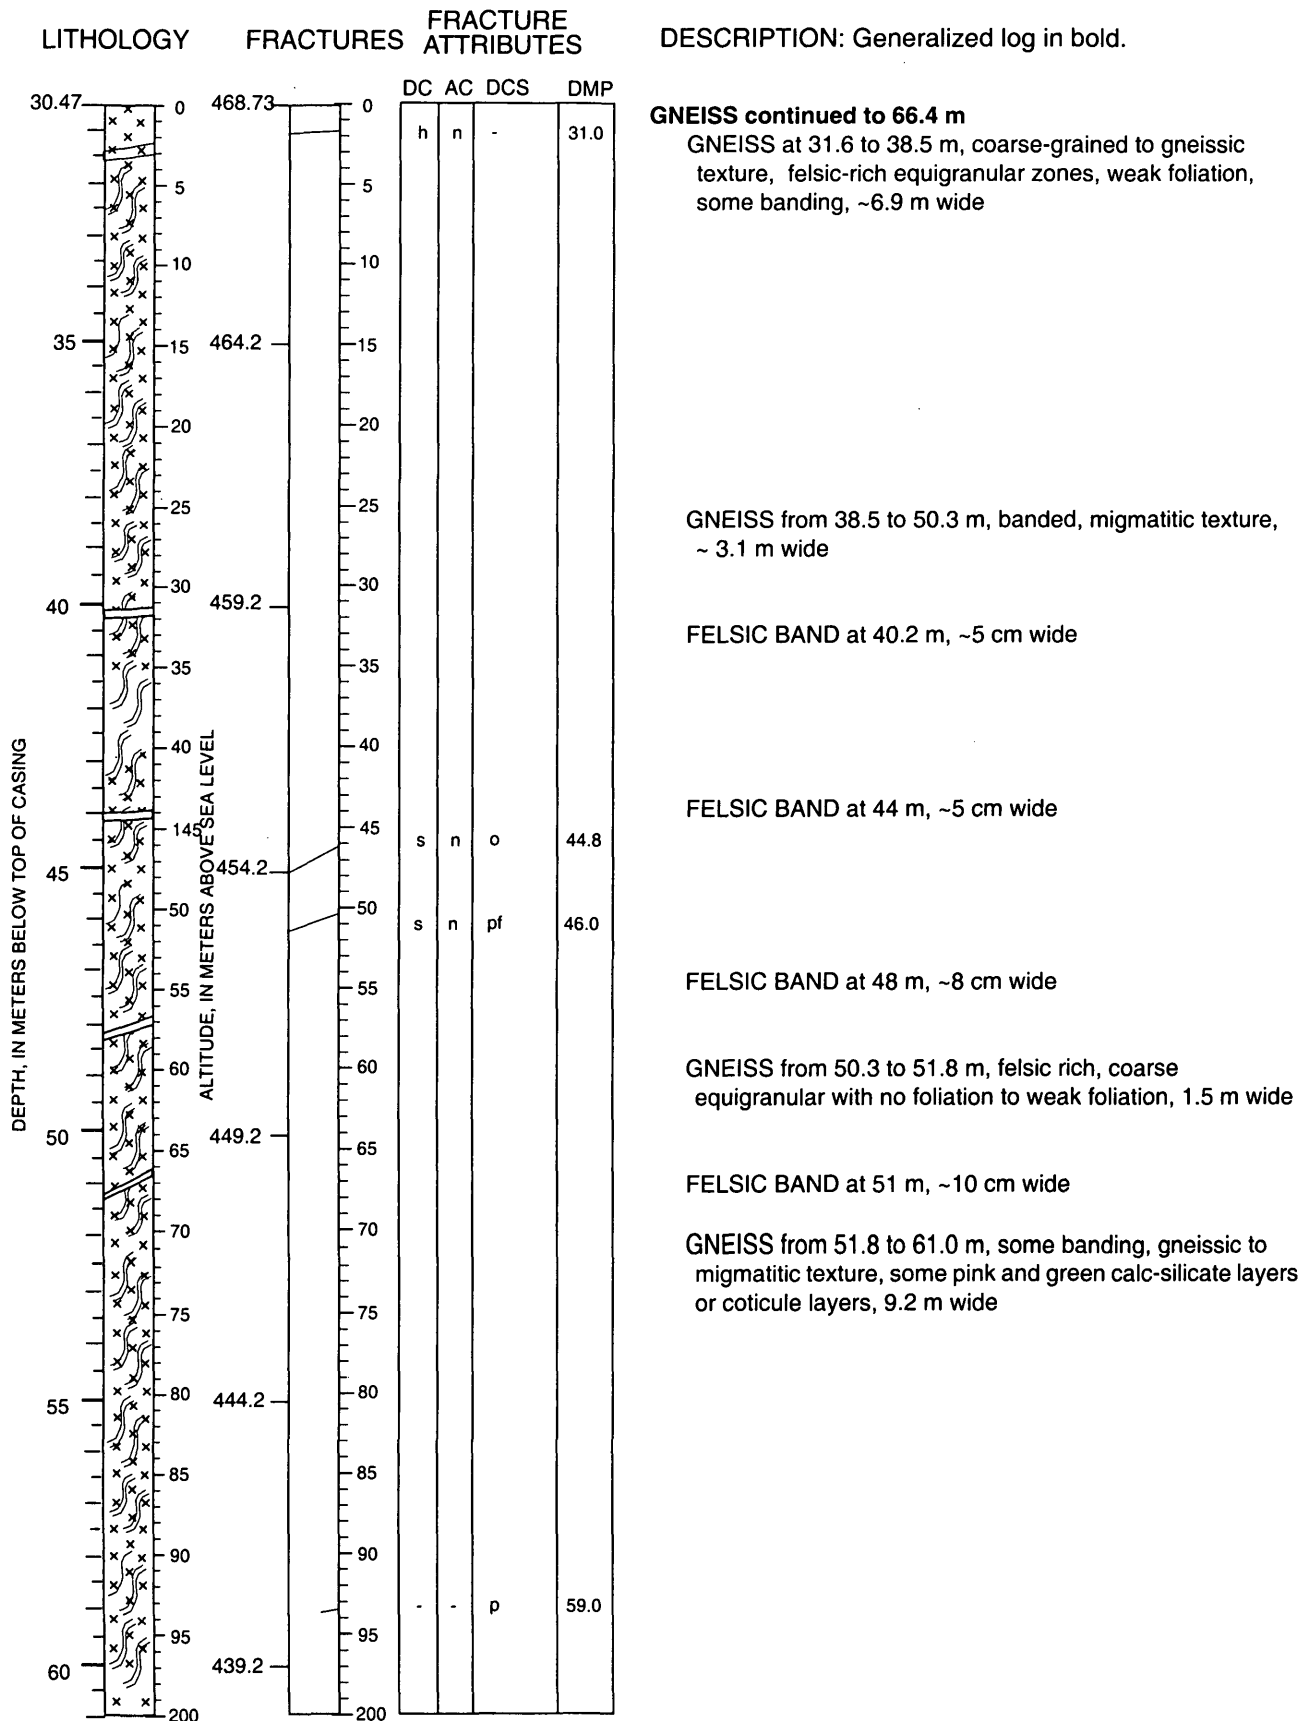 LITHOLOGY
FRACTURES
FRACTURE
ATTRIBUTES
DESCRIPTION: Generalized log in bold.
DC AC DCS DMP
30.47
0
468.73
0
h n - 31.0
GNEISS continued to 66.4 m
GNEISS at 31.6 to 38.5 m, coarse-grained to gneissic
texture, felsic-rich equigranular zones, weak foliation,
some banding, ~6.9 m wide
5
5
10
10
35
15
464.2
15
20
20
25
25
GNEISS from 38.5 to 50.3 m, banded, migmatitic texture,
~ 3.1 m wide
30
30
40
459.2
FELSIC BAND at 40.2 m, ~5 cm wide
35
35
40
40
DEPTH, IN METERS BELOW TOP OF CASING
ALTITUDE, IN METERS ABOVE SEA LEVEL
FELSIC BAND at 44 m, ~5 cm wide
145
45
s n o 44.8
45
454.2
50
50
s n pf 46.0
FELSIC BAND at 48 m, ~8 cm wide
55
55
60
60
GNEISS from 50.3 to 51.8 m, felsic rich, coarse
equigranular with no foliation to weak foliation, 1.5 m wide
50
449.2
65
65
FELSIC BAND at 51 m, ~10 cm wide
70
70
GNEISS from 51.8 to 61.0 m, some banding, gneissic to
migmatitic texture, some pink and green calc-silicate layers
or coticule layers, 9.2 m wide
75
75
80
80
55
444.2
85
85
90
90
- - p 59.0
95
95
60
439.2
200
200